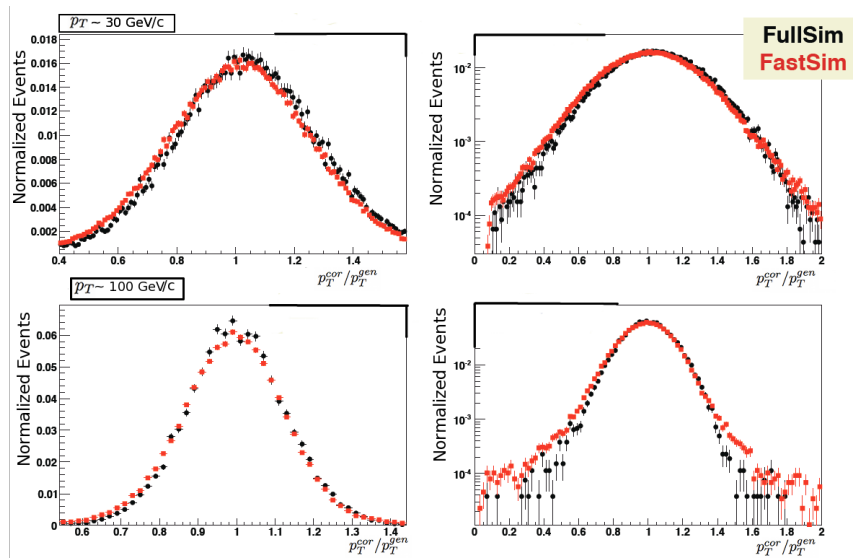 p_T ~ 30 GeV/c
FullSim
FastSim
Normalized Events
0.018
0.016
0.014
0.012
0.01
0.008
0.006
0.004
0.002
0.4 0.6 0.8 1 1.2 1.4
p_T^{cor}/p_T^{gen}
Normalized Events
10^{-2}
10^{-3}
10^{-4}
0 0.2 0.4 0.6 0.8 1 1.2 1.4 1.6 1.8 2
p_T^{cor}/p_T^{gen}
p_T ~ 100 GeV/c
Normalized Events
0.06
0.05
0.04
0.03
0.02
0.01
0
0.6 0.7 0.8 0.9 1 1.1 1.2 1.3 1.4
p_T^{cor}/p_T^{gen}
Normalized Events
10^{-2}
10^{-3}
10^{-4}
0 0.2 0.4 0.6 0.8 1 1.2 1.4 1.6 1.8 2
p_T^{cor}/p_T^{gen}